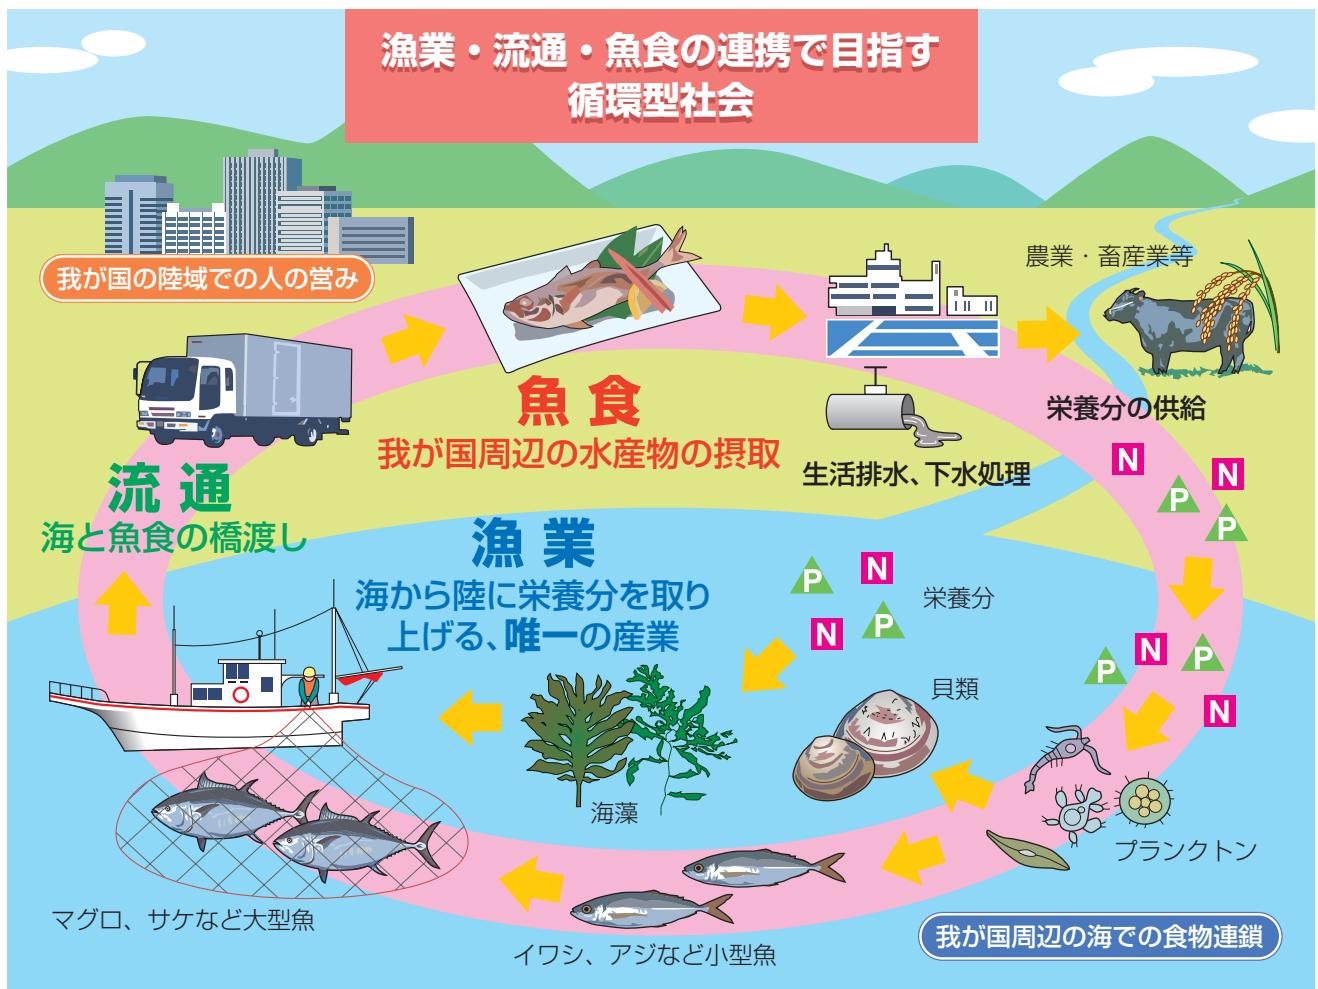 漁業・流通・魚食の連携で目指す
循環型社会
我が国の陸域での人の営み
農業・畜産業等
魚食
我が国周辺の水産物の摂取
栄養分の供給
生活排水、下水処理
流通
海と魚食の橋渡し
漁業
海から陸に栄養分を取り
上げる、唯一の産業
N
N
P
P
P
N
栄養分
N
P
N
P
P
N
貝類
海藻
プランクトン
マグロ、サケなど大型魚
イワシ、アジなど小型魚
我が国周辺の海での食物連鎖